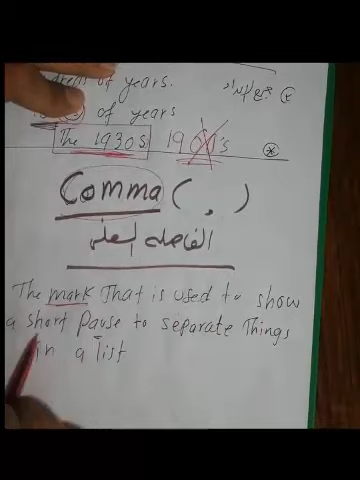 of years.
of years
The 1930s 190's
Comma ( , )
الفاصلة
The mark That is used to show
a short pause to separate Things
in a list